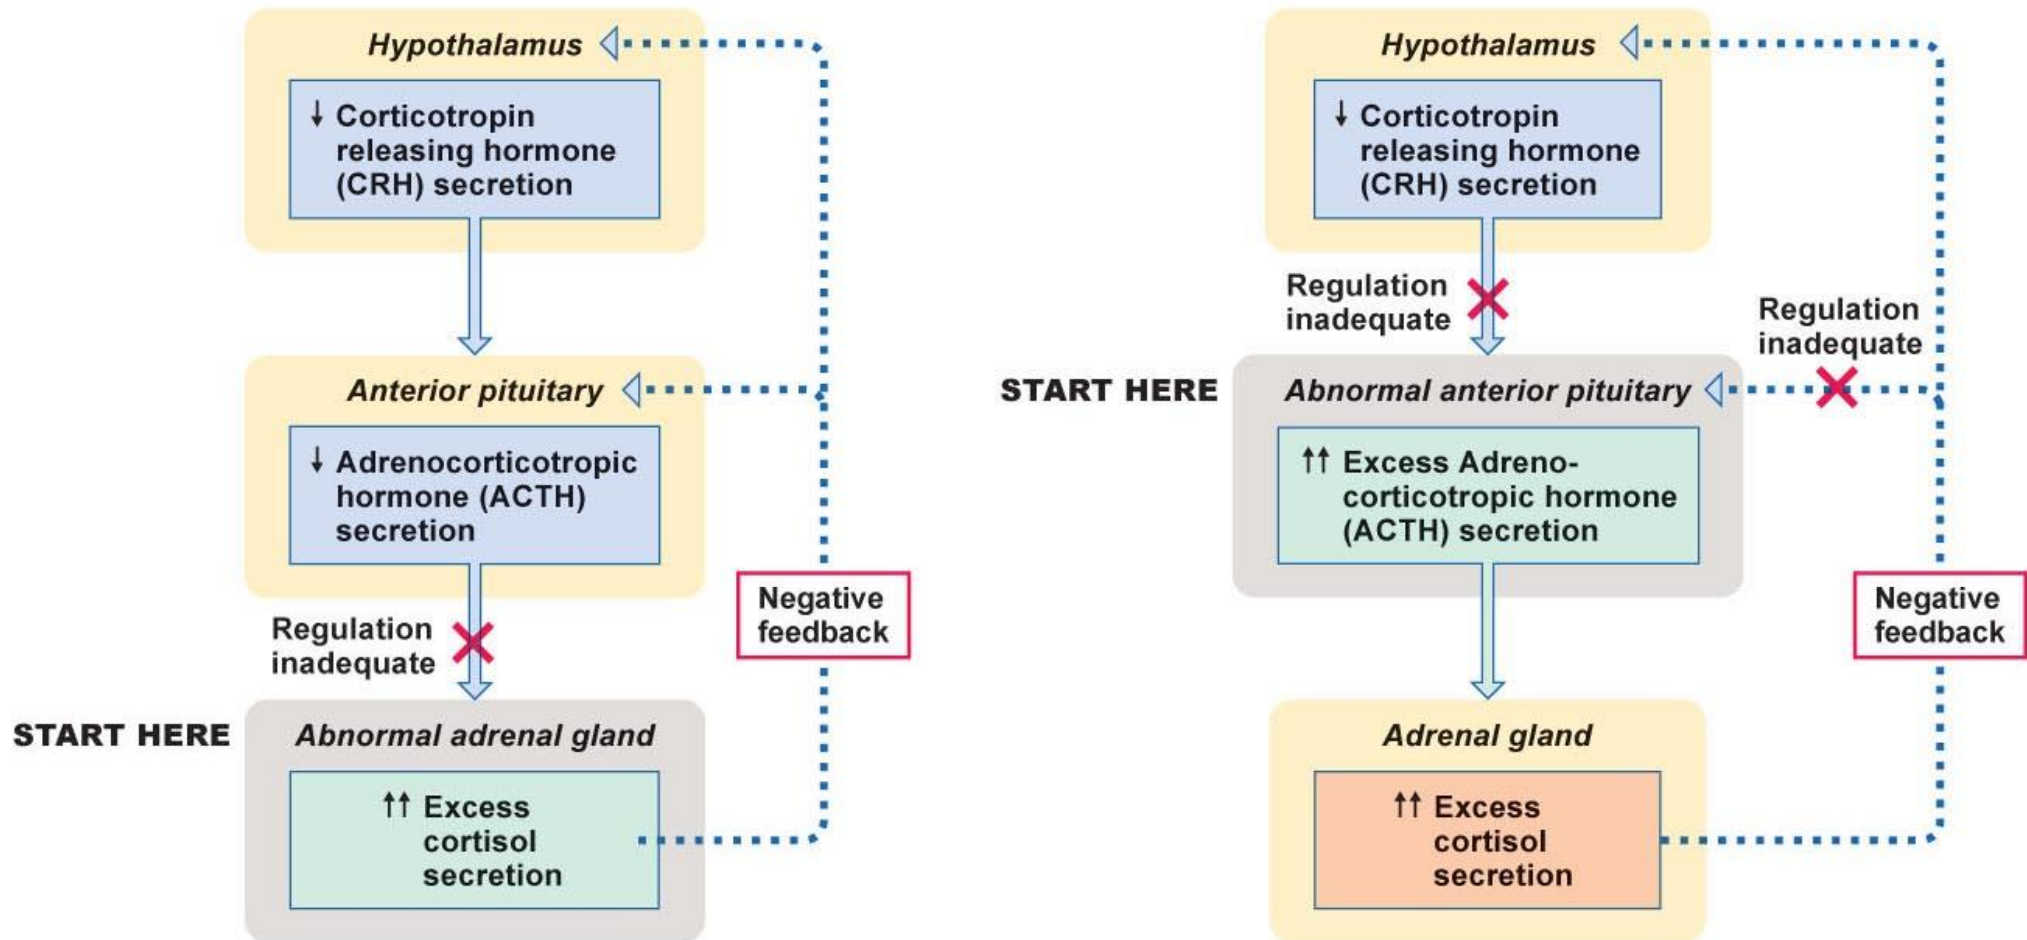 Hypothalamus
↓ Corticotropin
releasing hormone
(CRH) secretion
Anterior pituitary
↓ Adrenocorticotropic
hormone (ACTH)
secretion
Regulation
inadequate
Negative
feedback
START HERE
Abnormal adrenal gland
↑↑ Excess
cortisol
secretion
Hypothalamus
↓ Corticotropin
releasing hormone
(CRH) secretion
Regulation
inadequate
Regulation
inadequate
START HERE
Abnormal anterior pituitary
↑↑ Excess Adreno-
corticotropic hormone
(ACTH) secretion
Negative
feedback
Adrenal gland
↑↑ Excess
cortisol
secretion